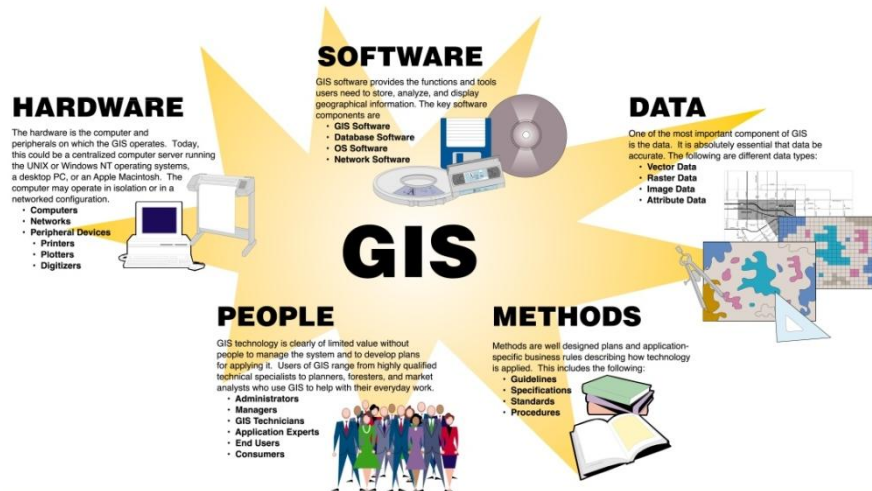 SOFTWARE
GIS software provides the functions and tools
users need to store, analyze, and display
geographical information. The key software
components are
• GIS Software
• Database Software
• OS Software
• Network Software
HARDWARE
The hardware is the computer and
peripherals on which the GIS operates. Today,
this could be a centralized computer server running
the UNIX or Windows NT operating systems,
a desktop PC, or an Apple Macintosh. The
computer may operate in isolation or in a
networked configuration.
• Computers
• Networks
• Peripheral Devices
• Printers
• Plotters
• Digitizers
DATA
One of the most important component of GIS
is the data. It is absolutely essential that data be
accurate. The following are different data types:
• Vector Data
• Raster Data
• Image Data
• Attribute Data
GIS
PEOPLE
GIS technology is clearly of limited value without
people to manage the system and to develop plans
for applying it. Users of GIS range from highly qualified
technical specialists to planners, foresters, and market
analysts who use GIS to help with their everyday work.
• Administrators
• Managers
• GIS Technicians
• Application Experts
• End Users
• Consumers
METHODS
Methods are well designed plans and application-
specific business rules describing how technology
is applied. This includes the following:
• Guidelines
• Specifications
• Standards
• Procedures